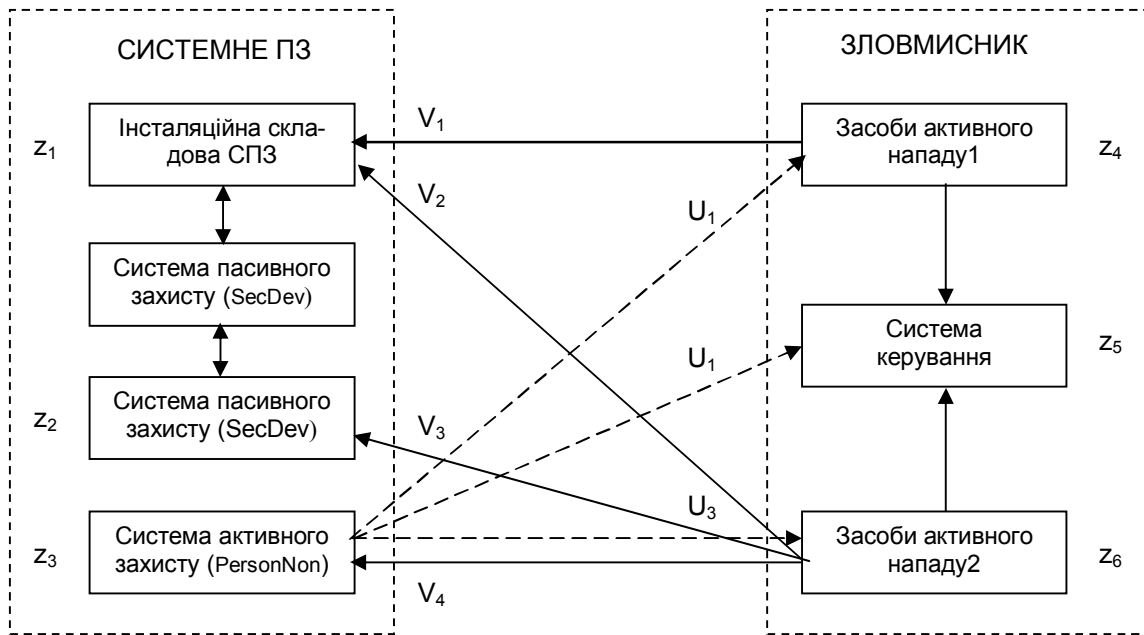 СИСТЕМНЕ ПЗ
ЗЛОВМИСНИК
z1
Інсталяційна скла-
дова СПЗ
V1
Засоби активного
нападу1
z4
V2
U1
Система пасивного
захисту (SecDev)
Система
керування
z5
U1
z2
Система пасивного
захисту (SecDev)
V3
U3
z3
Система активного
захисту (PersonNon)
V4
Засоби активного
нападу2
z6